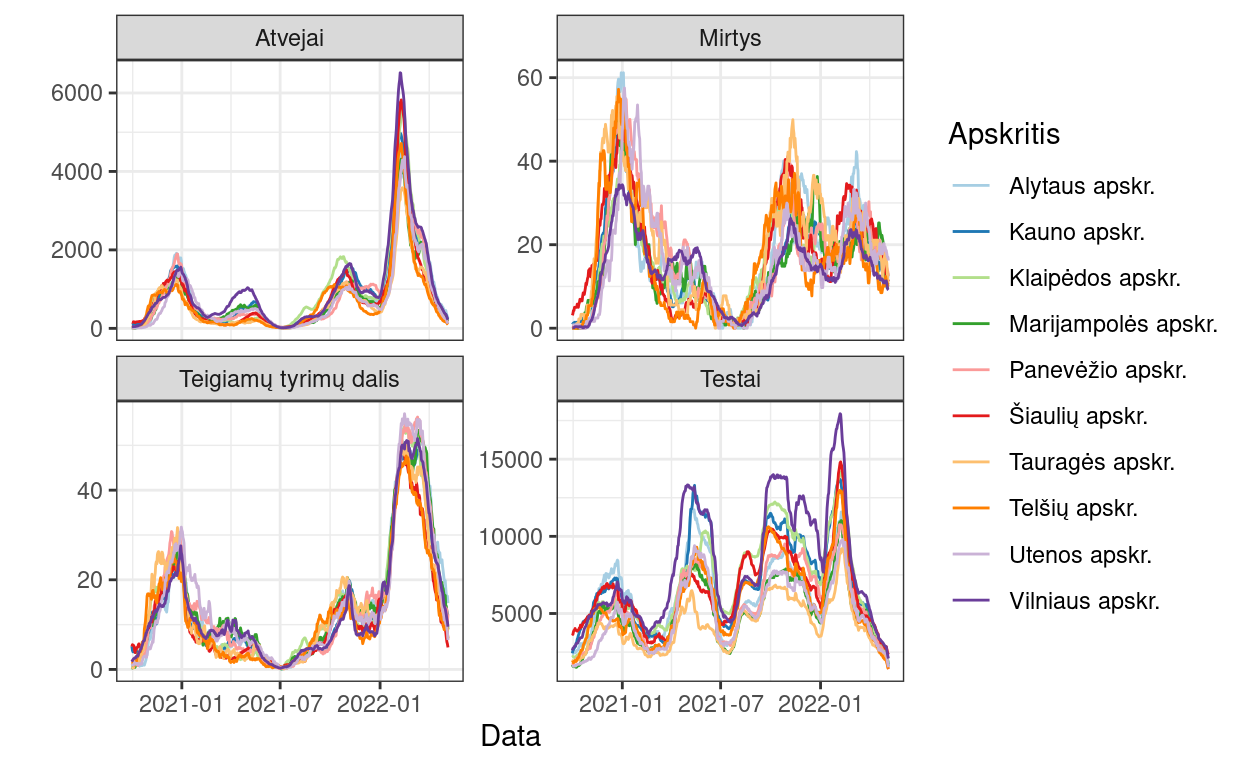 Atvejai
Mirtys
6000
4000
2000
0
60
40
20
0
Teigiamų tyrimų dalis
Testai
40
20
0
15000
10000
5000
2021-01 2021-07 2022-01
2021-01 2021-07 2022-01
Data
Apskritis
Alytaus apskr.
Kauno apskr.
Klaipėdos apskr.
Marijampolės apskr.
Panevėžio apskr.
Šiaulių apskr.
Tauragės apskr.
Telšių apskr.
Utenos apskr.
Vilniaus apskr.